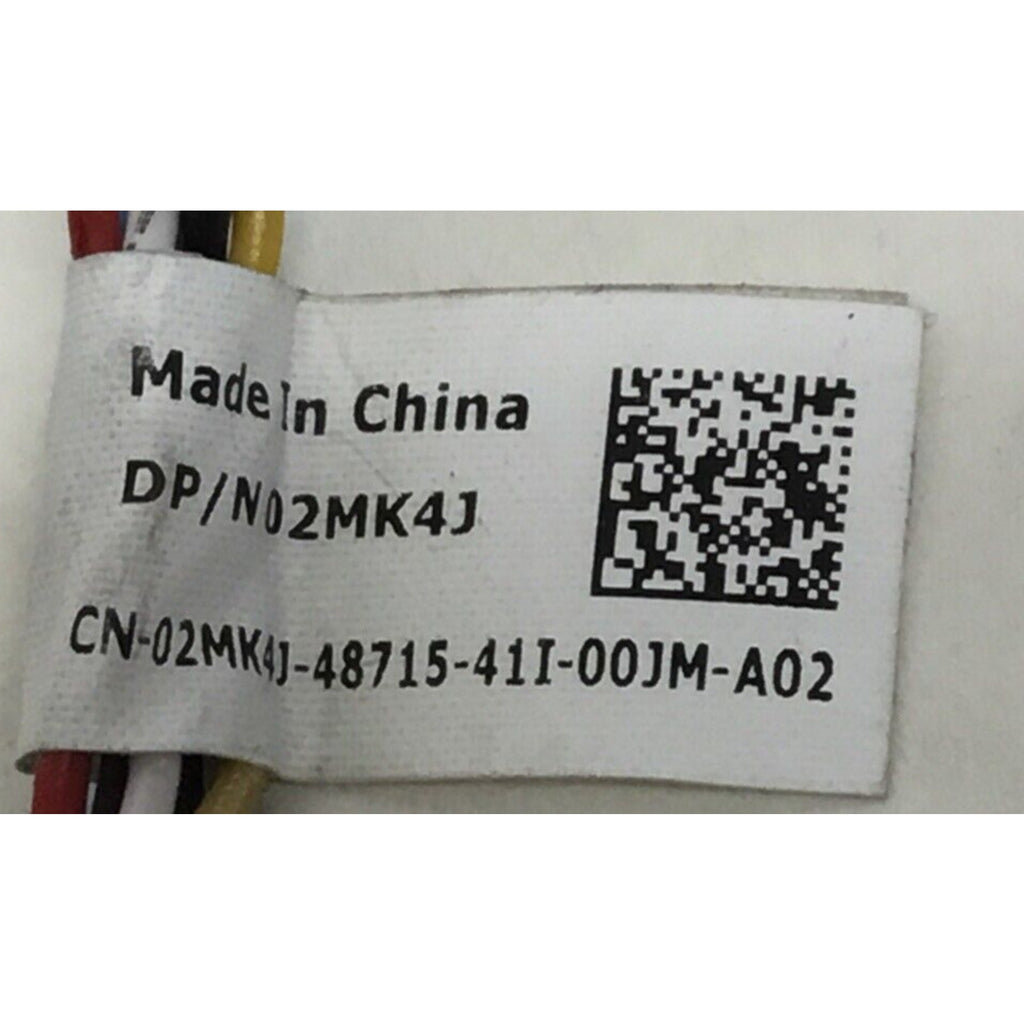 Made In China
DP/N02MK4J
CN-02MK4J-48715-41I-00JM-A02